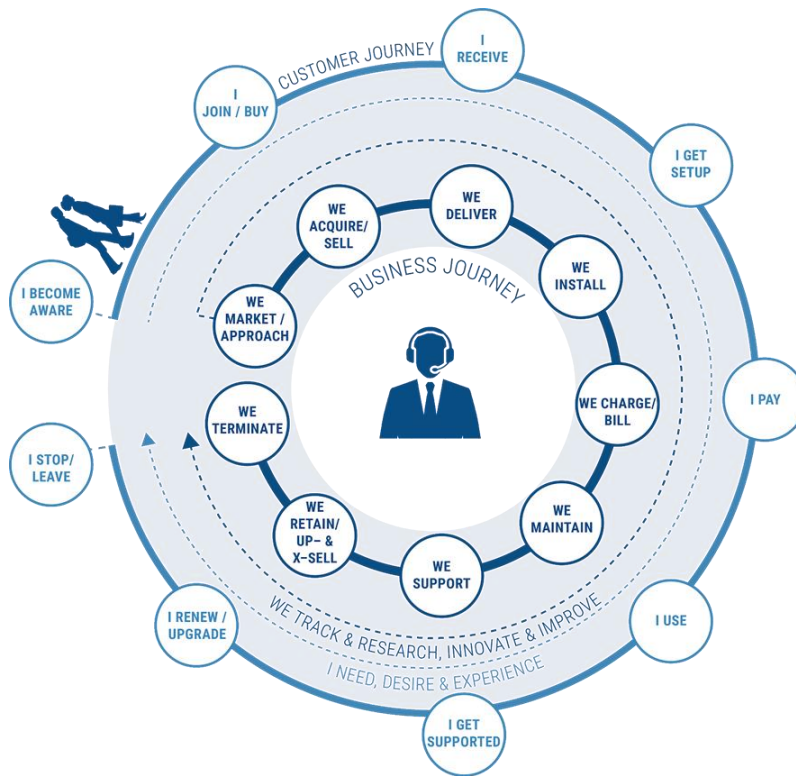 CUSTOMER JOURNEY
I BECOME
AWARE
I
JOIN / BUY
I
RECEIVE
I GET
SETUP
I PAY
I USE
I GET
SUPPORTED
I RENEW /
UPGRADE
I STOP/
LEAVE
BUSINESS JOURNEY
WE
MARKET /
APPROACH
WE
ACQUIRE/
SELL
WE
DELIVER
WE
INSTALL
WE CHARGE/
BILL
WE
MAINTAIN
WE
SUPPORT
WE
RETAIN/
UP– &
X–SELL
WE
TERMINATE
WE TRACK & RESEARCH, INNOVATE & IMPROVE
I NEED, DESIRE & EXPERIENCE